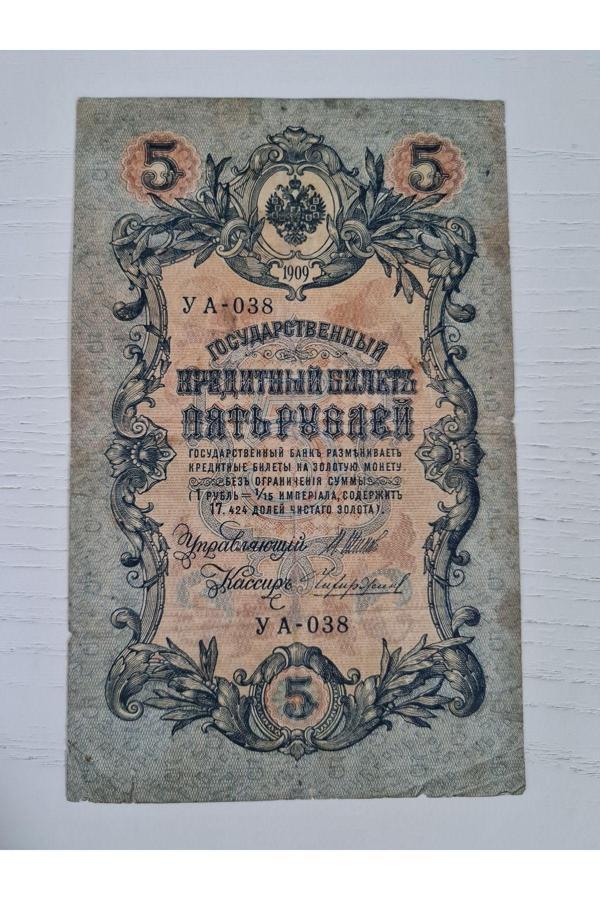 5 5
1909
УА-038
ГОСУДАРСТВЕННЫЙ
КРЕДИТНЫЙ БИЛЕТЪ
ПЯТЬ РУБЛЕЙ
ГОСУДАРСТВЕННЫЙ БАНКЪ РАЗМѢНИВАЕТЪ
КРЕДИТНЫЕ БИЛЕТЫ НА ЗОЛОТУЮ МОНЕТУ
БЕЗЪ ОГРАНИЧЕНІЯ СУММЫ
(1 РУБЛЬ = 1/15 ИМПЕРІАЛА, СОДЕРЖИТЪ
17,424 ДОЛЕЙ ЧИСТАГО ЗОЛОТА).
Управляющій
Кассиръ
УА-038
5